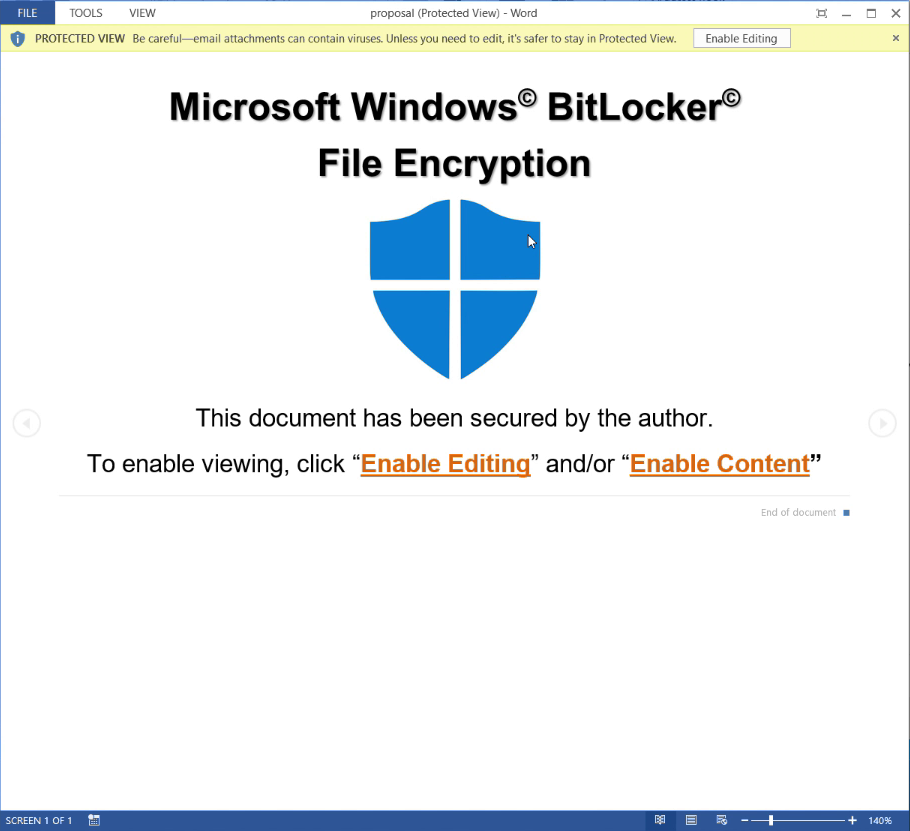 FILE TOOLS VIEW proposal (Protected View) - Word
PROTECTED VIEW Be careful—email attachments can contain viruses. Unless you need to edit, it's safer to stay in Protected View. Enable Editing
Microsoft Windows© BitLocker©
File Encryption
This document has been secured by the author.
To enable viewing, click “Enable Editing” and/or “Enable Content”
End of document
SCREEN 1 OF 1 140%